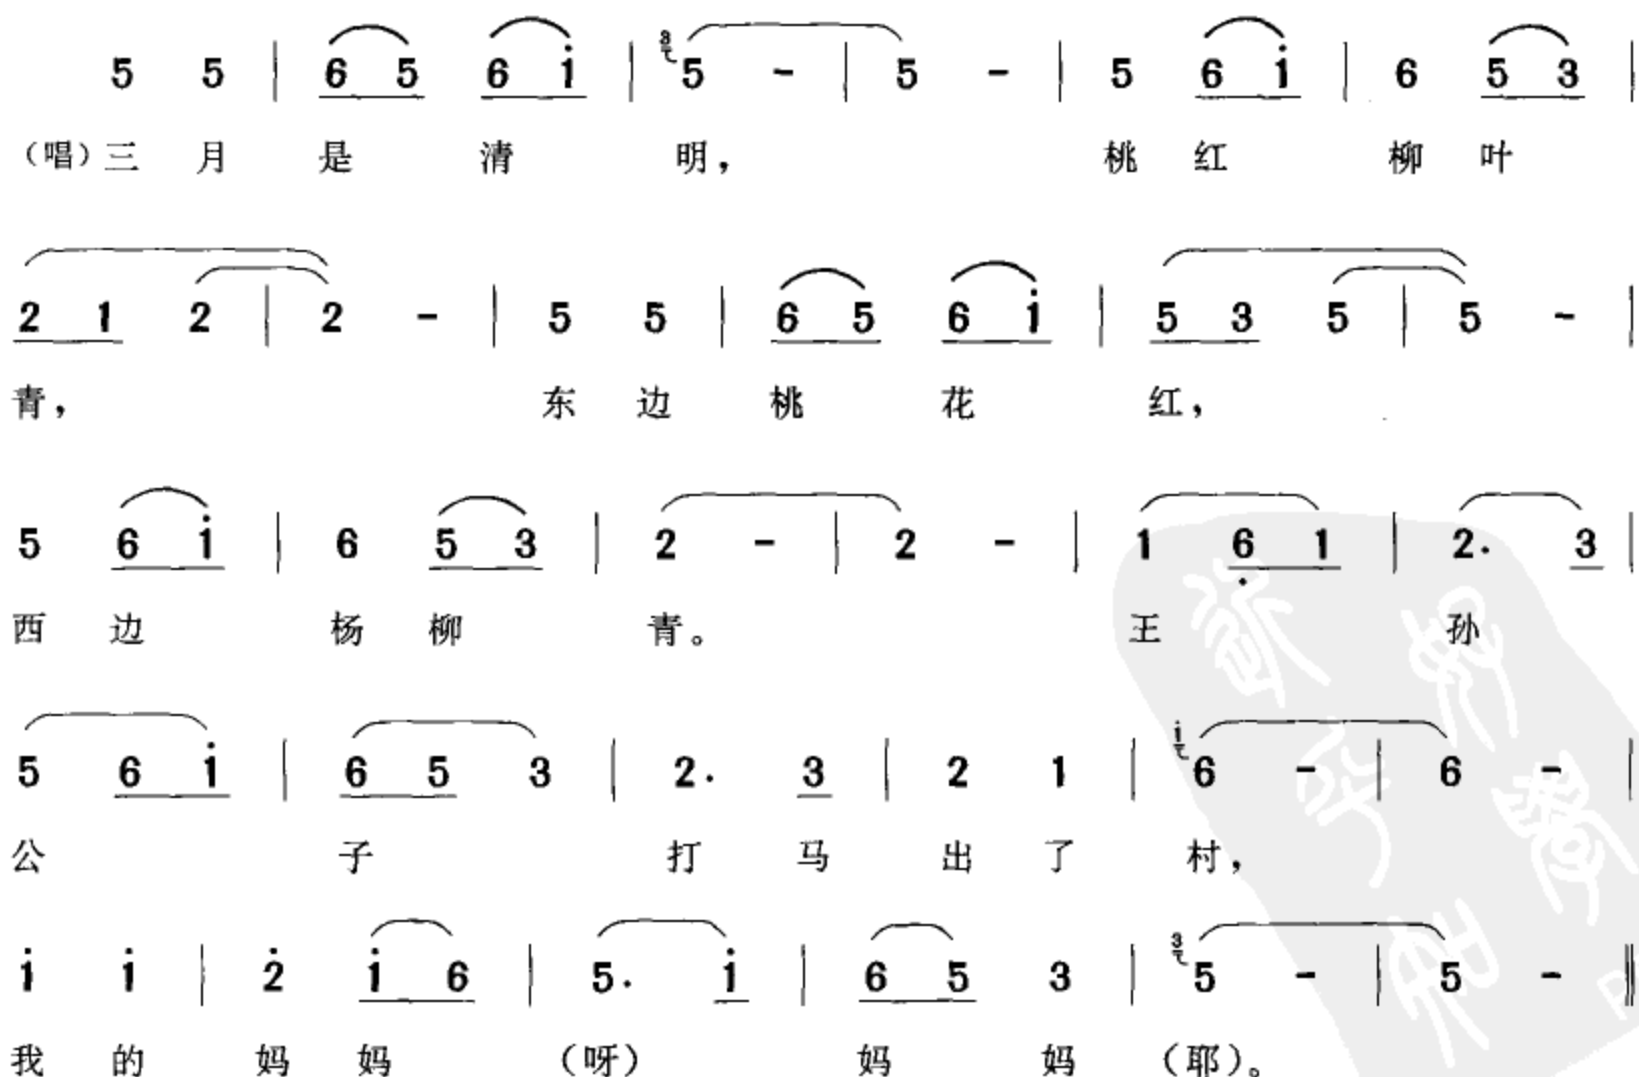 5 5 | 6 5 6 i̇ | ³5 - | 5 - | 5 6 i̇ | 6 5 3 |
（唱）三 月 是 清 明， 桃 红 柳 叶
2 1 2 | 2 - | 5 5 | 6 5 6 i̇ | 5 3 5 | 5 - |
青， 东 边 桃 花 红，
5 6 i̇ | 6 5 3 | 2 - | 2 - | 1 6̣ 1 | 2. 3 |
西 边 杨 柳 青。 王 孙
5 6 i̇ | 6 5 3 | 2. 3 | 2 1 | i̇6 - | 6 - |
公 子 打 马 出 了 村，
i̇ i̇ | 2̇ i̇ 6 | 5. i̇ | 6 5 3 | ³5 - | 5 - ‖
我 的 妈 妈 （呀） 妈 妈 （耶）。